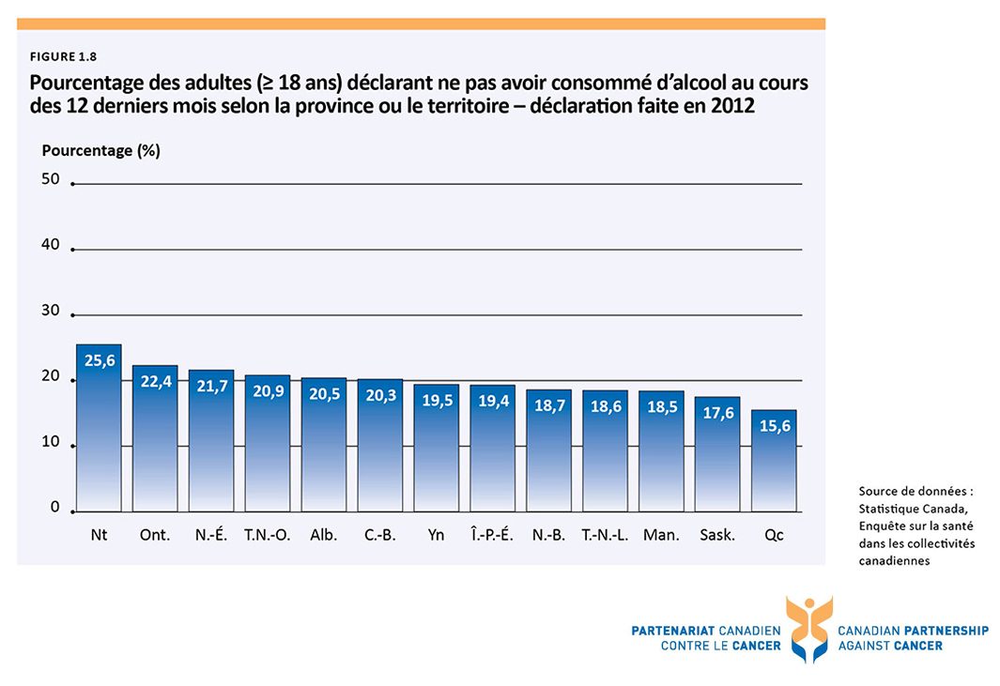 FIGURE 1.8
Pourcentage des adultes (≥ 18 ans) déclarant ne pas avoir consommé d’alcool au cours
des 12 derniers mois selon la province ou le territoire – déclaration faite en 2012
Pourcentage (%)
50
40
30
20
10
0
25,6
22,4
21,7
20,9
20,5
20,3
19,5
19,4
18,7
18,6
18,5
17,6
15,6
Nt
Ont.
N.-É.
T.N.-O.
Alb.
C.-B.
Yn
Î.-P.-É.
N.-B.
T.-N.-L.
Man.
Sask.
Qc
Source de données :
Statistique Canada,
Enquête sur la santé
dans les collectivités
canadiennes
PARTENARIAT CANADIEN
CONTRE LE CANCER
CANADIAN PARTNERSHIP
AGAINST CANCER